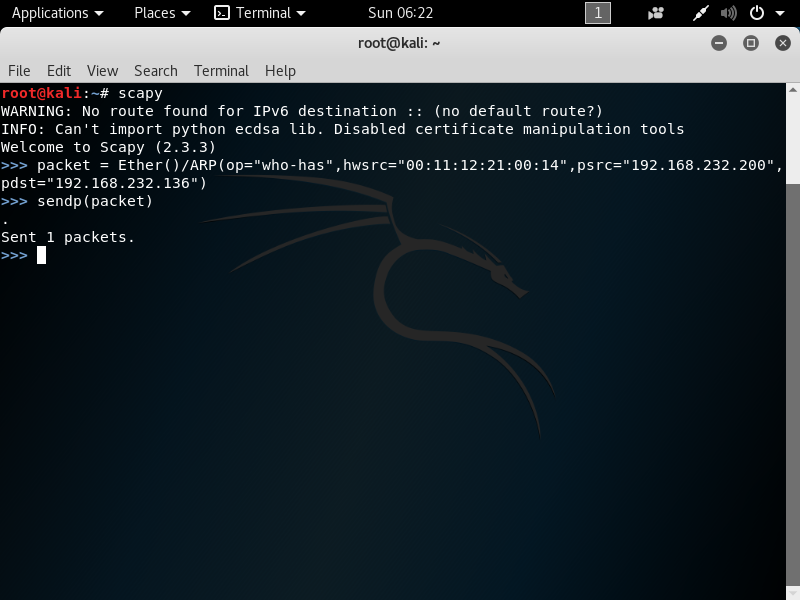 Applications Places Terminal Sun 06:22 1
root@kali: ~
File Edit View Search Terminal Help
root@kali:~# scapy
WARNING: No route found for IPv6 destination :: (no default route?)
INFO: Can't import python ecdsa lib. Disabled certificate manipulation tools
Welcome to Scapy (2.3.3)
>>> packet = Ether()/ARP(op="who-has",hwsrc="00:11:12:21:00:14",psrc="192.168.232.200",
pdst="192.168.232.136")
>>> sendp(packet)
.
Sent 1 packets.
>>>